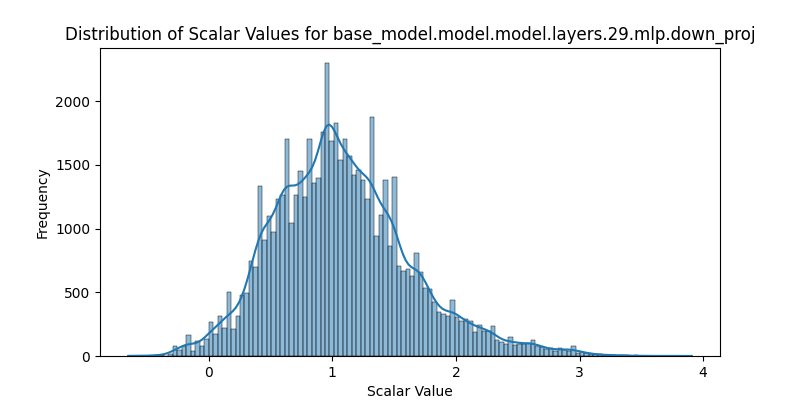 Distribution of Scalar Values for base_model.model.model.layers.29.mlp.down_proj
Frequency
2000
1500
1000
500
0
0 1 2 3 4
Scalar Value